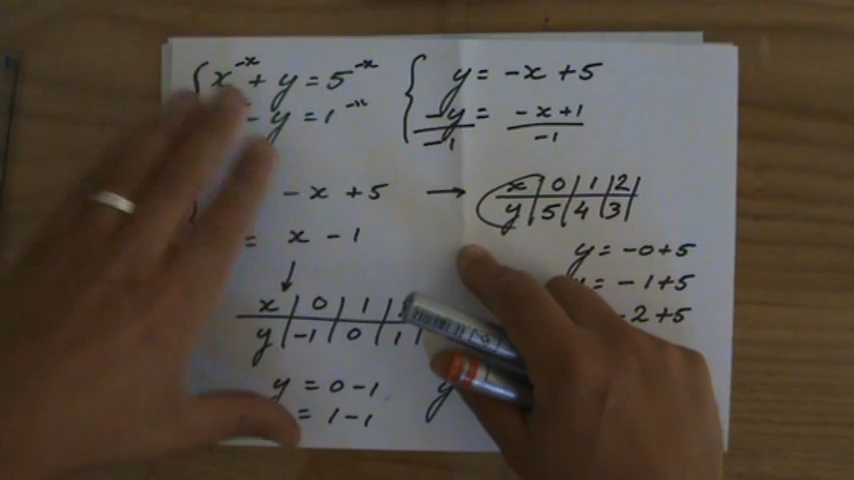 x^-x + y = 5^-x
- y = 1^-x
y = -x + 5
-y/-1 = -x+1/-1
- x + 5 →
= x - 1
↓
x | 0 | 1 | 2 |
y | 5 | 4 | 3 |
y = -0+5
= -1+5
-2+5
x | 0 | 1 |
y | -1 | 0 | 1 |
y = 0-1
= 1-1
y